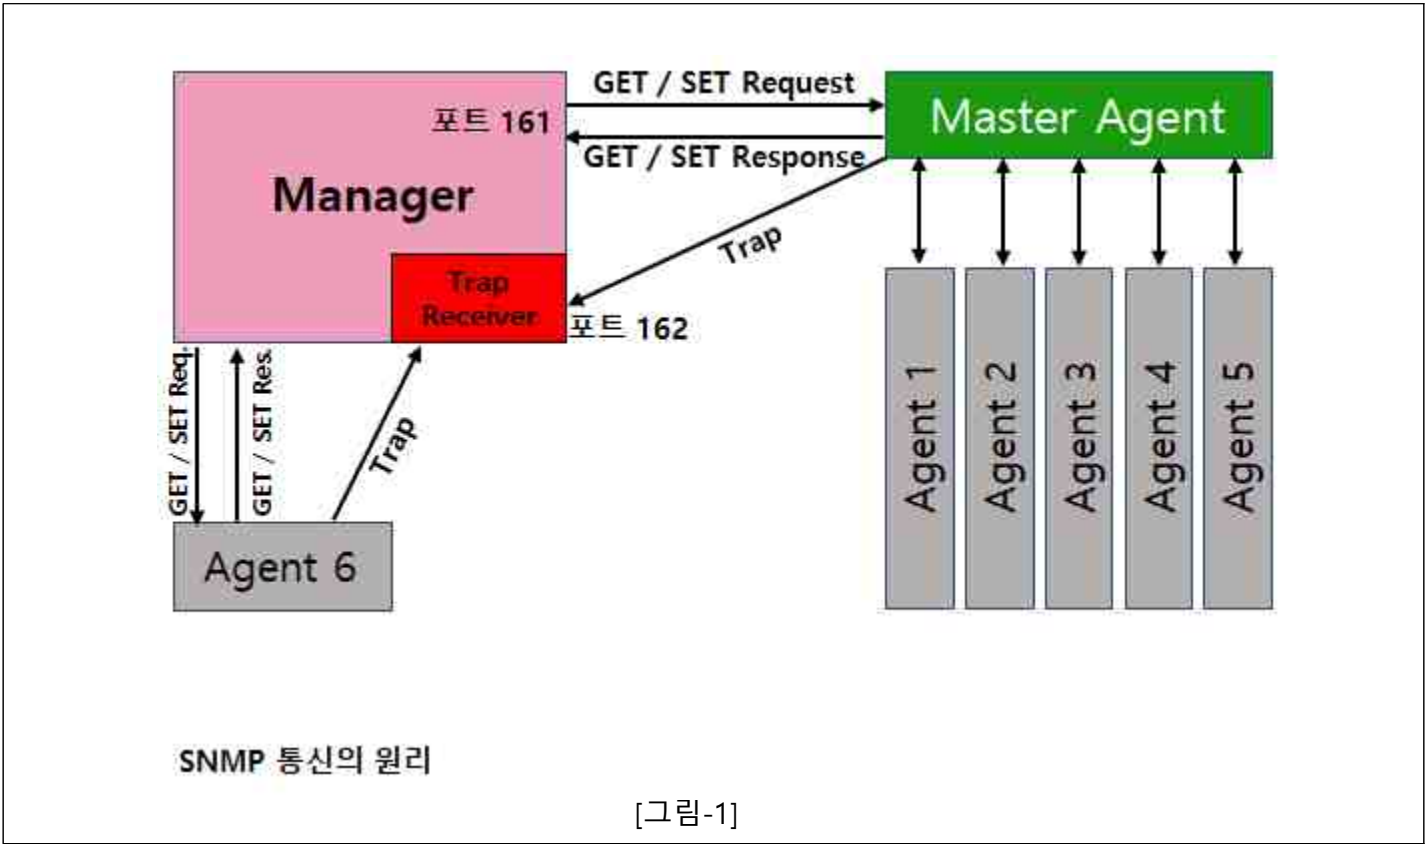 GET / SET Request
포트 161
Master Agent
GET / SET Response
Manager
Trap
Trap
Receiver
포트 162
GET / SET Req.
GET / SET Res.
Trap
Agent 1
Agent 2
Agent 3
Agent 4
Agent 5
Agent 6
SNMP 통신의 원리
[그림-1]